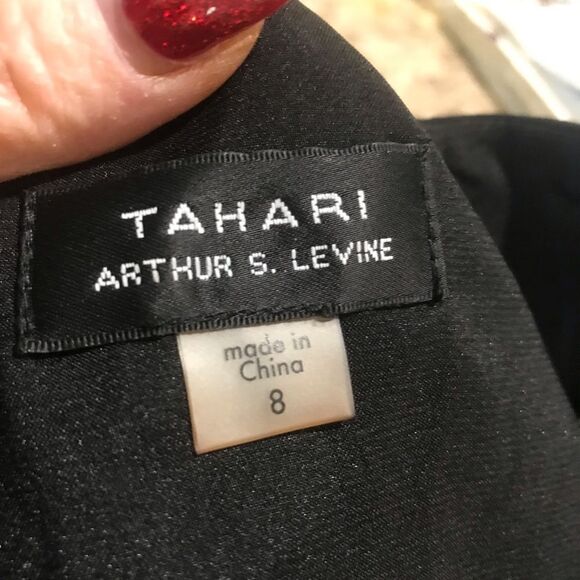 TAHARI
ARTHUR S. LEVINE
made in
China
8